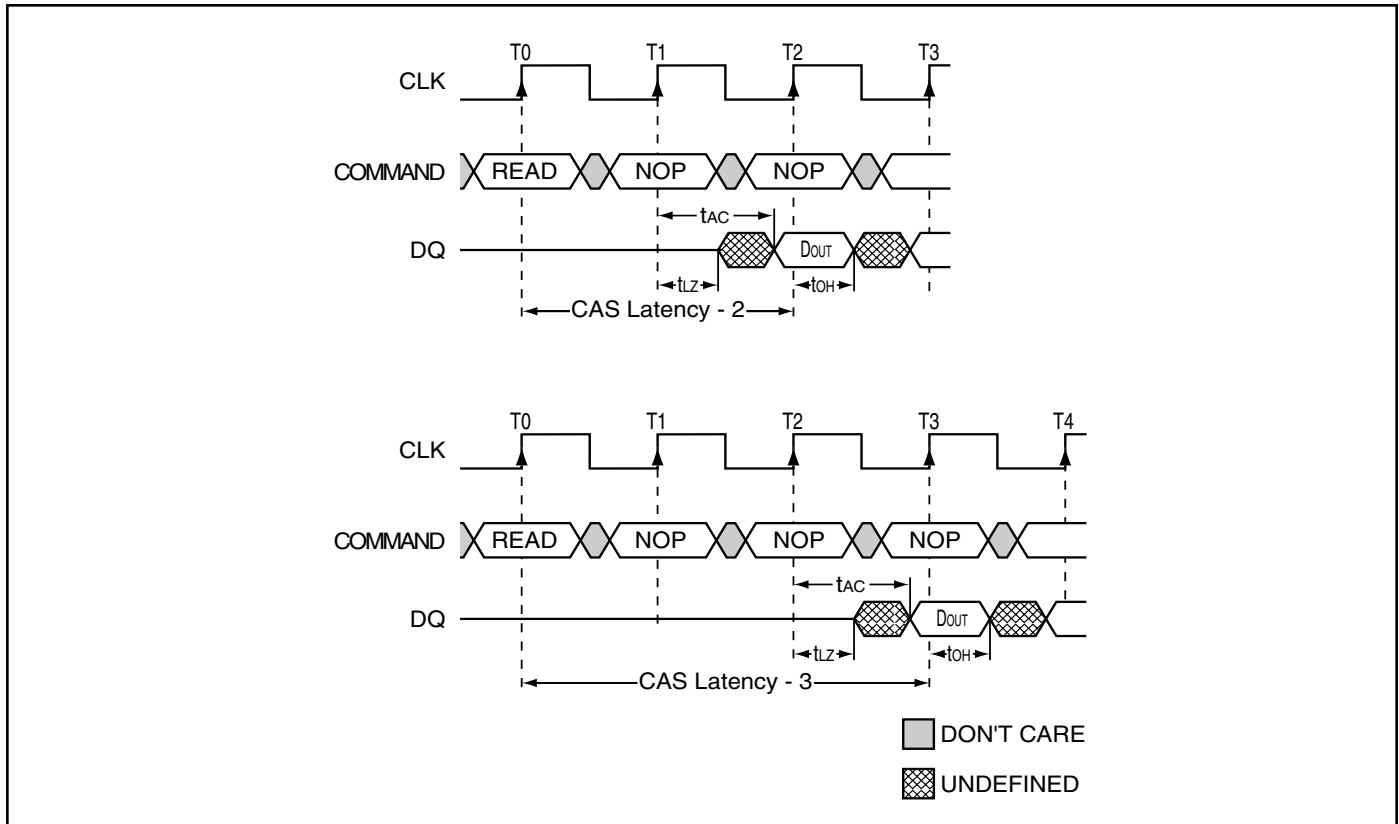 T0 T1 T2 T3
CLK
COMMAND READ NOP NOP
tAC
DQ DOUT
tLZ tOH
CAS Latency - 2
T0 T1 T2 T3 T4
CLK
COMMAND READ NOP NOP NOP
tAC
DQ DOUT
tLZ tOH
CAS Latency - 3
DON'T CARE
UNDEFINED